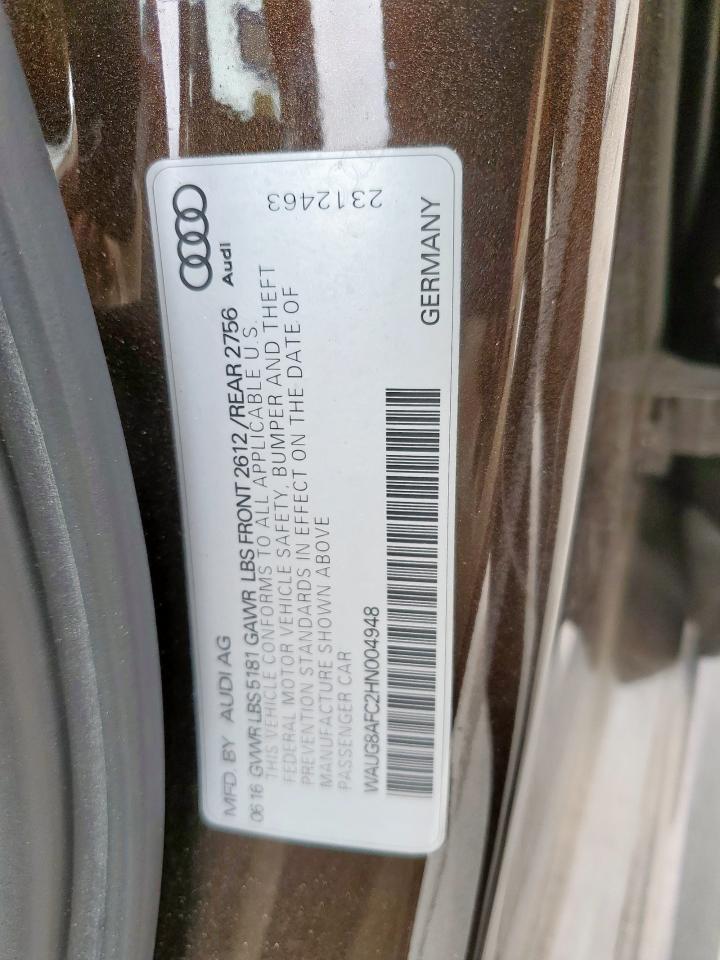 MFD. BY AUDI AG
0616 GVWR LBS 5181 GAWR LBS FRONT 2612 /REAR 2756
THIS VEHICLE CONFORMS TO ALL APPLICABLE U.S.
FEDERAL MOTOR VEHICLE SAFETY, BUMPER AND THEFT
PREVENTION STANDARDS IN EFFECT ON THE DATE OF
MANUFACTURE SHOWN ABOVE
PASSENGER CAR
WAUG8AFC2HN004948
GERMANY
Audi
2312463